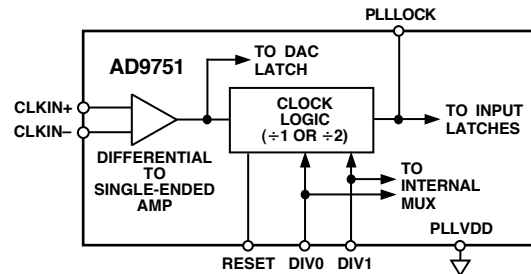 PLLLOCK
AD9751
TO DAC
LATCH
CLKIN+
CLKIN–
CLOCK
LOGIC
(÷1 OR ÷2)
TO INPUT
LATCHES
DIFFERENTIAL
TO
SINGLE-ENDED
AMP
TO
INTERNAL
MUX
PLLVDD
RESET DIV0 DIV1